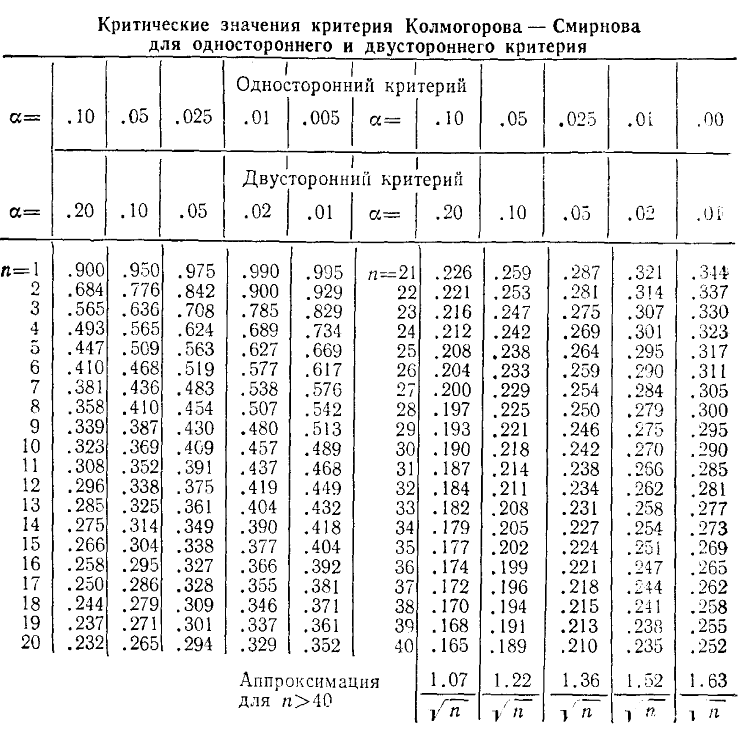 Критические значения критерия Колмогорова — Смирнова
для одностороннего и двустороннего критерия
Односторонний критерий
α= .10 .05 .025 .01 .005 α= .10 .05 .025 .01 .00
Двусторонний критерий
α= .20 .10 .05 .02 .01 α= .20 .10 .05 .02 .01
n=1 .900 .950 .975 .990 .995 n=21 .226 .259 .287 .321 .344
2 .684 .776 .842 .900 .929 22 .221 .253 .281 .314 .337
3 .565 .636 .708 .785 .829 23 .216 .247 .275 .307 .330
4 .493 .565 .624 .689 .734 24 .212 .242 .269 .301 .323
5 .447 .509 .563 .627 .669 25 .208 .238 .264 .295 .317
6 .410 .468 .519 .577 .617 26 .204 .233 .259 .290 .311
7 .381 .436 .483 .538 .576 27 .200 .229 .254 .284 .305
8 .358 .410 .454 .507 .542 28 .197 .225 .250 .279 .300
9 .339 .387 .430 .480 .513 29 .193 .221 .246 .275 .295
10 .323 .369 .409 .457 .489 30 .190 .218 .242 .270 .290
11 .308 .352 .391 .437 .468 31 .187 .214 .238 .266 .285
12 .296 .338 .375 .419 .449 32 .184 .211 .234 .262 .281
13 .285 .325 .361 .404 .432 33 .182 .208 .231 .258 .277
14 .275 .314 .349 .390 .418 34 .179 .205 .227 .254 .273
15 .266 .304 .338 .377 .404 35 .177 .202 .224 .251 .269
16 .258 .295 .327 .366 .392 36 .174 .199 .221 .247 .265
17 .250 .286 .328 .355 .381 37 .172 .196 .218 .244 .262
18 .244 .279 .309 .346 .371 38 .170 .194 .215 .241 .258
19 .237 .271 .301 .337 .361 39 .168 .191 .213 .238 .255
20 .232 .265 .294 .329 .352 40 .165 .189 .210 .235 .252
Аппроксимация 1.07 1.22 1.36 1.52 1.63
для n>40 √n √n √n √n √n